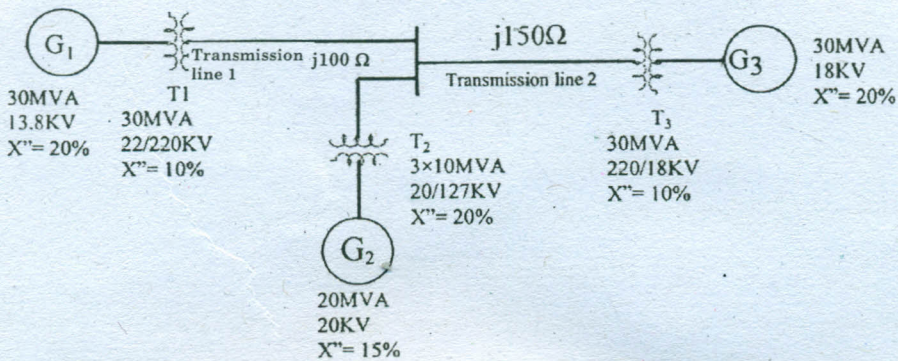 G₁
30MVA
13.8KV
X”= 20%
T1
30MVA
22/220KV
X”= 10%
Transmission
line 1
j100 Ω
j150Ω
Transmission line 2
T₂
3×10MVA
20/127KV
X”= 20%
G₂
20MVA
20KV
X”= 15%
T₃
30MVA
220/18KV
X”= 10%
G3
30MVA
18KV
X”= 20%